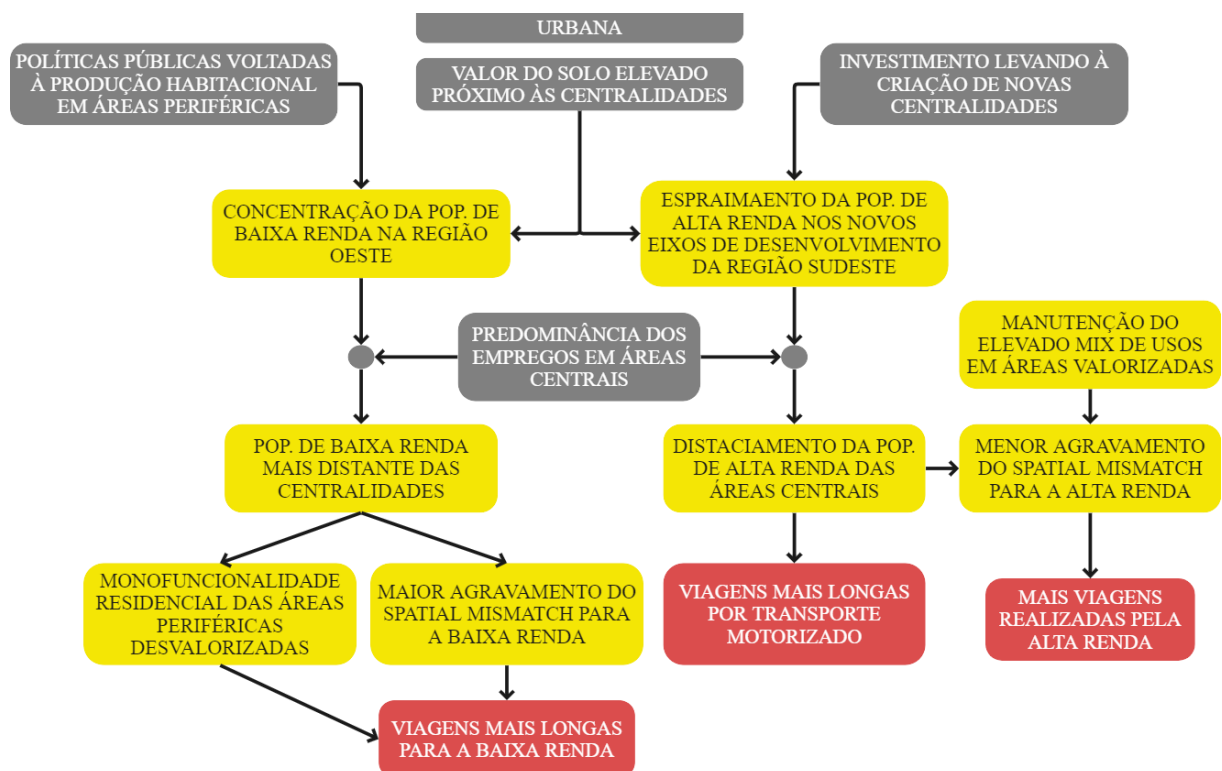 URBANA
POLÍTICAS PÚBLICAS VOLTADAS
À PRODUÇÃO HABITACIONAL
EM ÁREAS PERIFÉRICAS
VALOR DO SOLO ELEVADO
PRÓXIMO ÀS CENTRALIDADES
INVESTIMENTO LEVANDO À
CRIAÇÃO DE NOVAS
CENTRALIDADES
CONCENTRAÇÃO DA POP. DE
BAIXA RENDA NA REGIÃO
OESTE
ESPRAIMAENTO DA POP. DE
ALTA RENDA NOS NOVOS
EIXOS DE DESENVOLVIMENTO
DA REGIÃO SUDESTE
PREDOMINÂNCIA DOS
EMPREGOS EM ÁREAS
CENTRAIS
MANUTENÇÃO DO
ELEVADO MIX DE USOS
EM ÁREAS VALORIZADAS
POP. DE BAIXA RENDA
MAIS DISTANTE DAS
CENTRALIDADES
DISTACIAMENTO DA POP.
DE ALTA RENDA DAS
ÁREAS CENTRAIS
MENOR AGRAVAMENTO
DO SPATIAL MISMATCH
PARA A ALTA RENDA
MONOFUNCIONALIDADE
RESIDENCIAL DAS ÁREAS
PERIFÉRICAS
DESVALORIZADAS
MAIOR AGRAVAMENTO DO
SPATIAL MISMATCH PARA
A BAIXA RENDA
VIAGENS MAIS LONGAS
POR TRANSPORTE
MOTORIZADO
MAIS VIAGENS
REALIZADAS PELA
ALTA RENDA
VIAGENS MAIS LONGAS
PARA A BAIXA RENDA